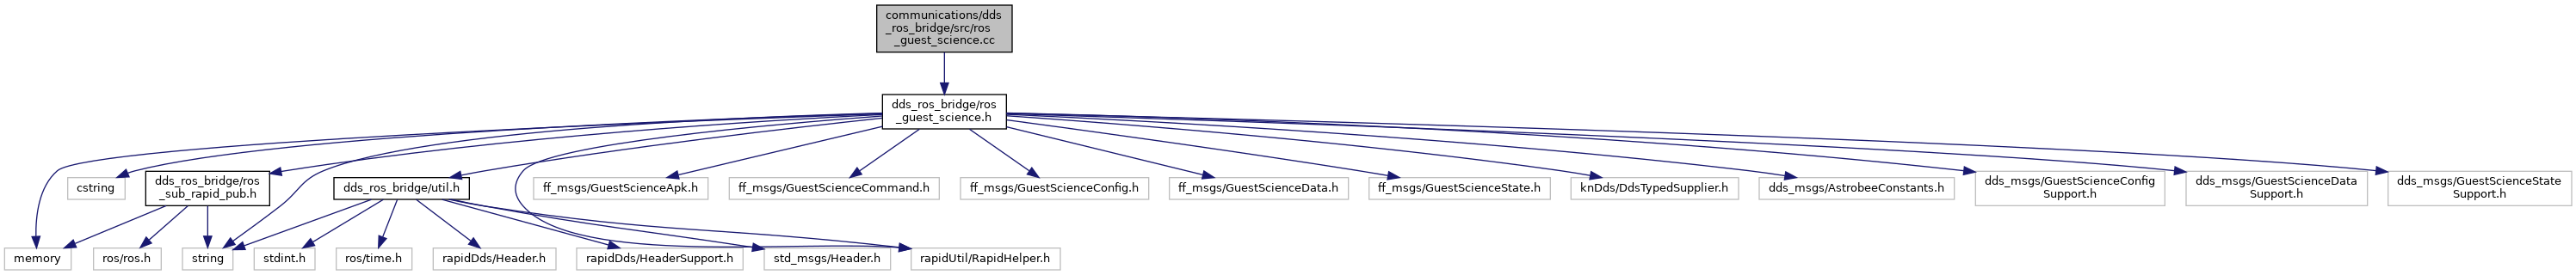 communications/dds
_ros_bridge/src/ros
_guest_science.cc
dds_ros_bridge/ros
_guest_science.h
cstring
dds_ros_bridge/ros
_sub_rapid_pub.h
dds_ros_bridge/util.h
ff_msgs/GuestScienceApk.h
ff_msgs/GuestScienceCommand.h
ff_msgs/GuestScienceConfig.h
ff_msgs/GuestScienceData.h
ff_msgs/GuestScienceState.h
knDds/DdsTypedSupplier.h
dds_msgs/AstrobeeConstants.h
dds_msgs/GuestScienceConfig
Support.h
dds_msgs/GuestScienceData
Support.h
dds_msgs/GuestScienceState
Support.h
memory
ros/ros.h
string
stdint.h
ros/time.h
rapidDds/Header.h
rapidDds/HeaderSupport.h
std_msgs/Header.h
rapidUtil/RapidHelper.h